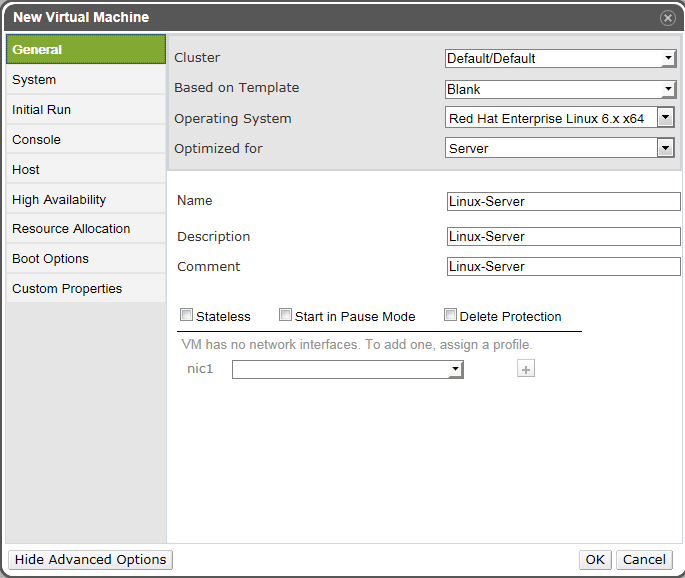 New Virtual Machine
General
System
Initial Run
Console
Host
High Availability
Resource Allocation
Boot Options
Custom Properties
Cluster Default/Default
Based on Template Blank
Operating System Red Hat Enterprise Linux 6.x x64
Optimized for Server
Name Linux-Server
Description Linux-Server
Comment Linux-Server
Stateless Start in Pause Mode Delete Protection
VM has no network interfaces. To add one, assign a profile.
nic1 +
Hide Advanced Options OK Cancel